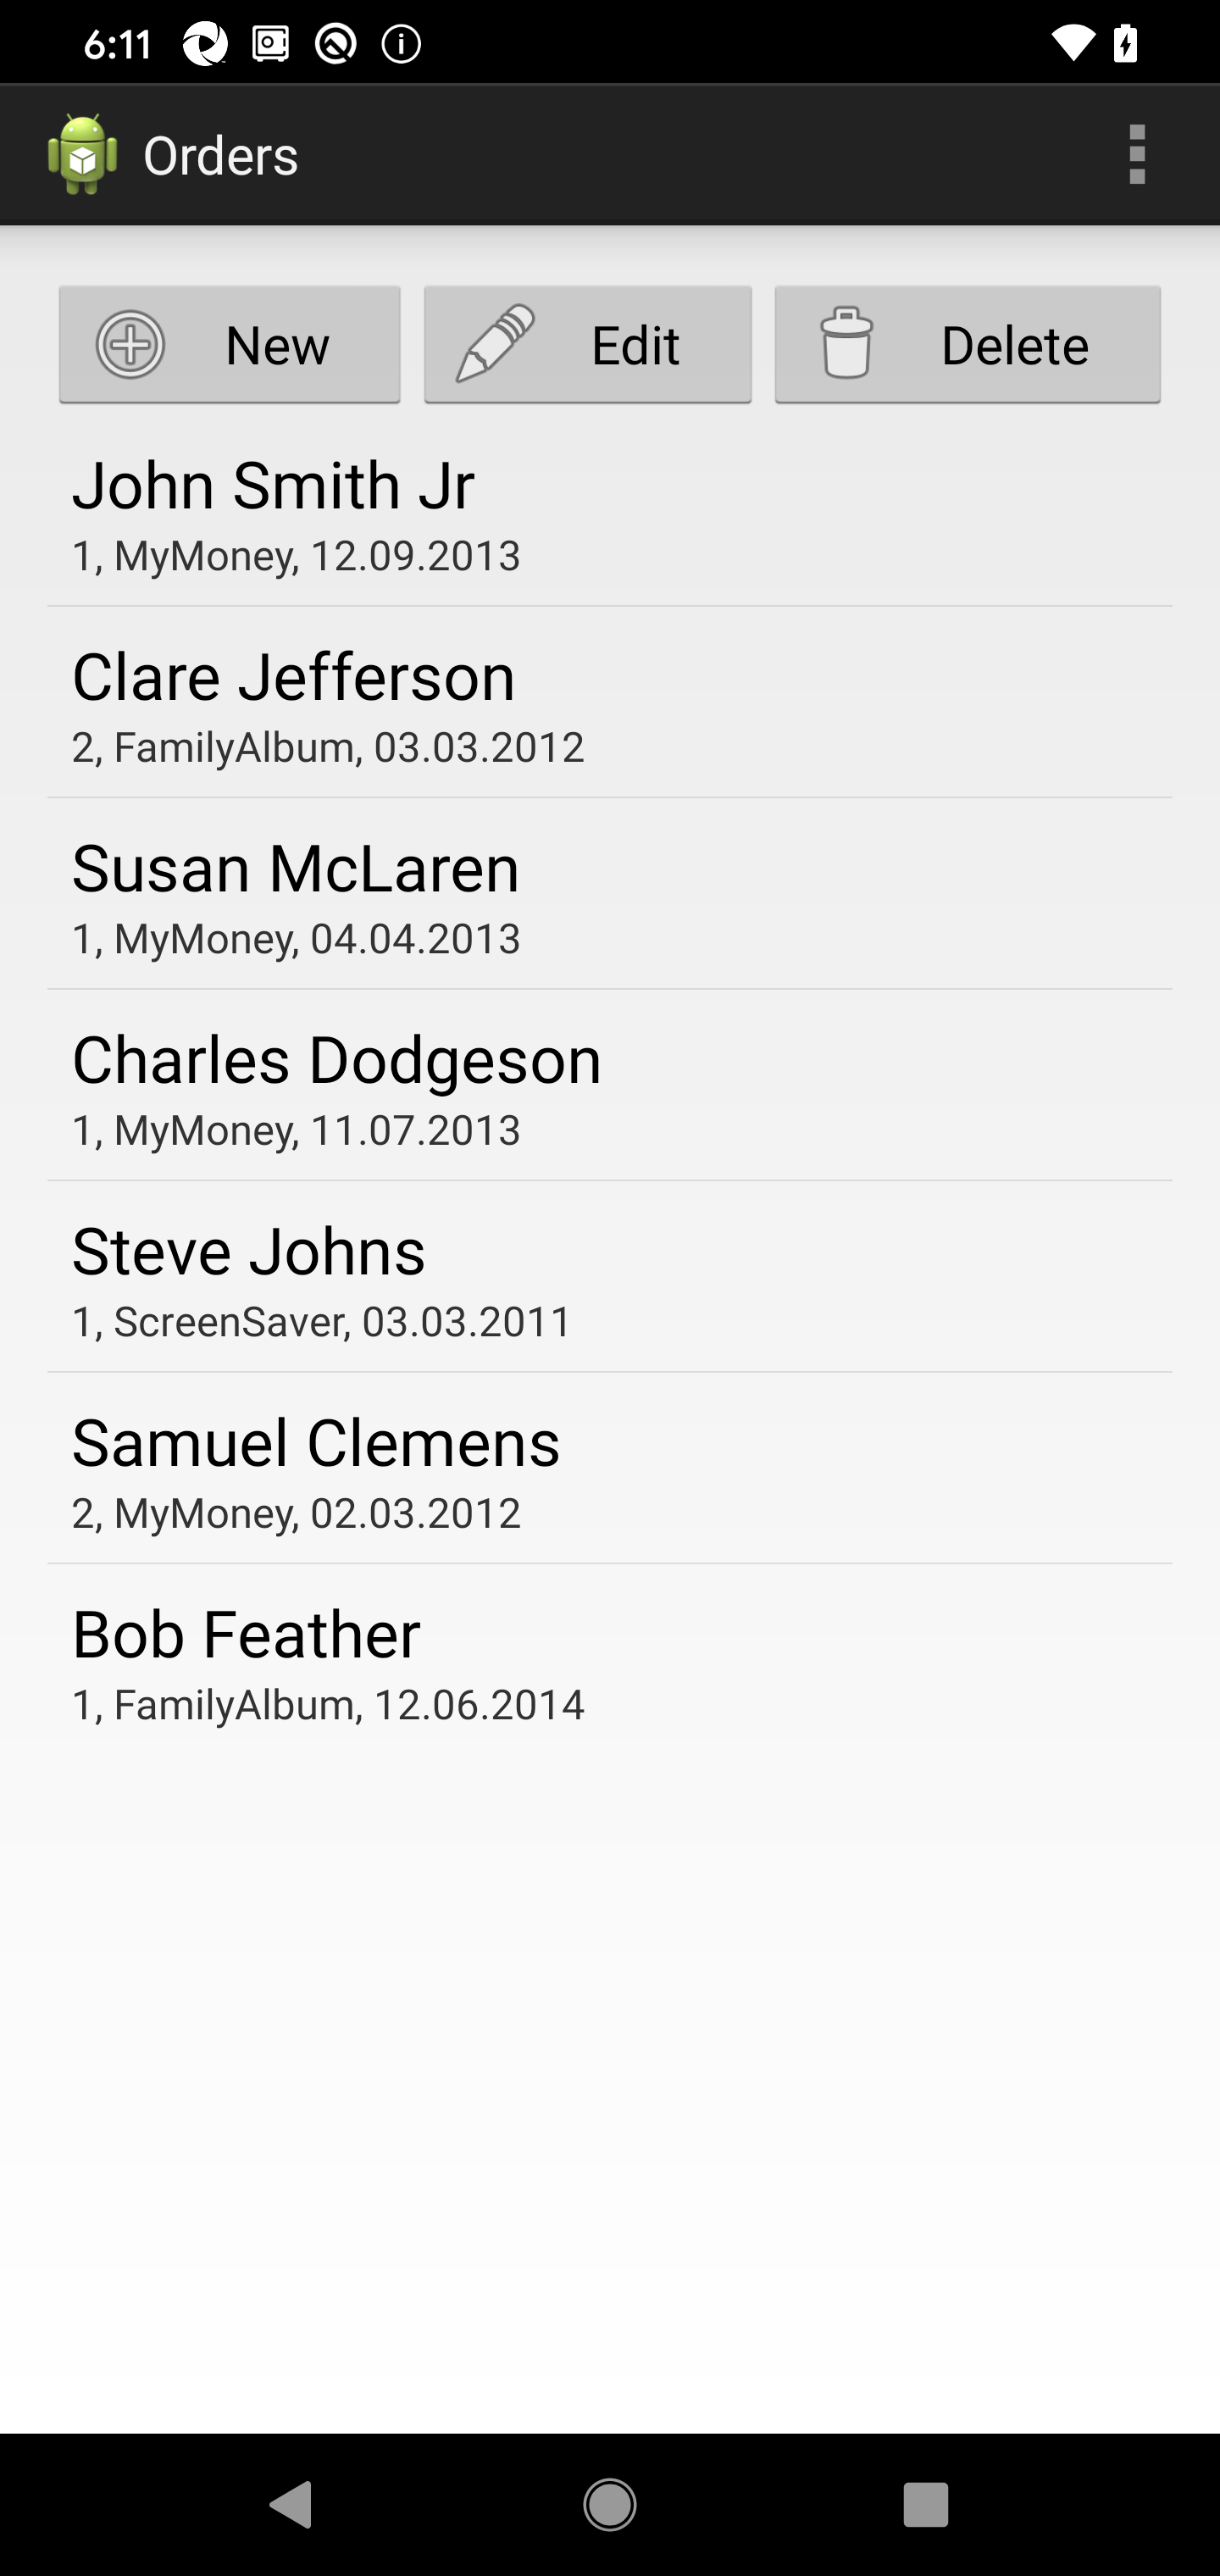 6:11
Orders
New
Edit
Delete
John Smith Jr
1, MyMoney, 12.09.2013
Clare Jefferson
2, FamilyAlbum, 03.03.2012
Susan McLaren
1, MyMoney, 04.04.2013
Charles Dodgeson
1, MyMoney, 11.07.2013
Steve Johns
1, ScreenSaver, 03.03.2011
Samuel Clemens
2, MyMoney, 02.03.2012
Bob Feather
1, FamilyAlbum, 12.06.2014